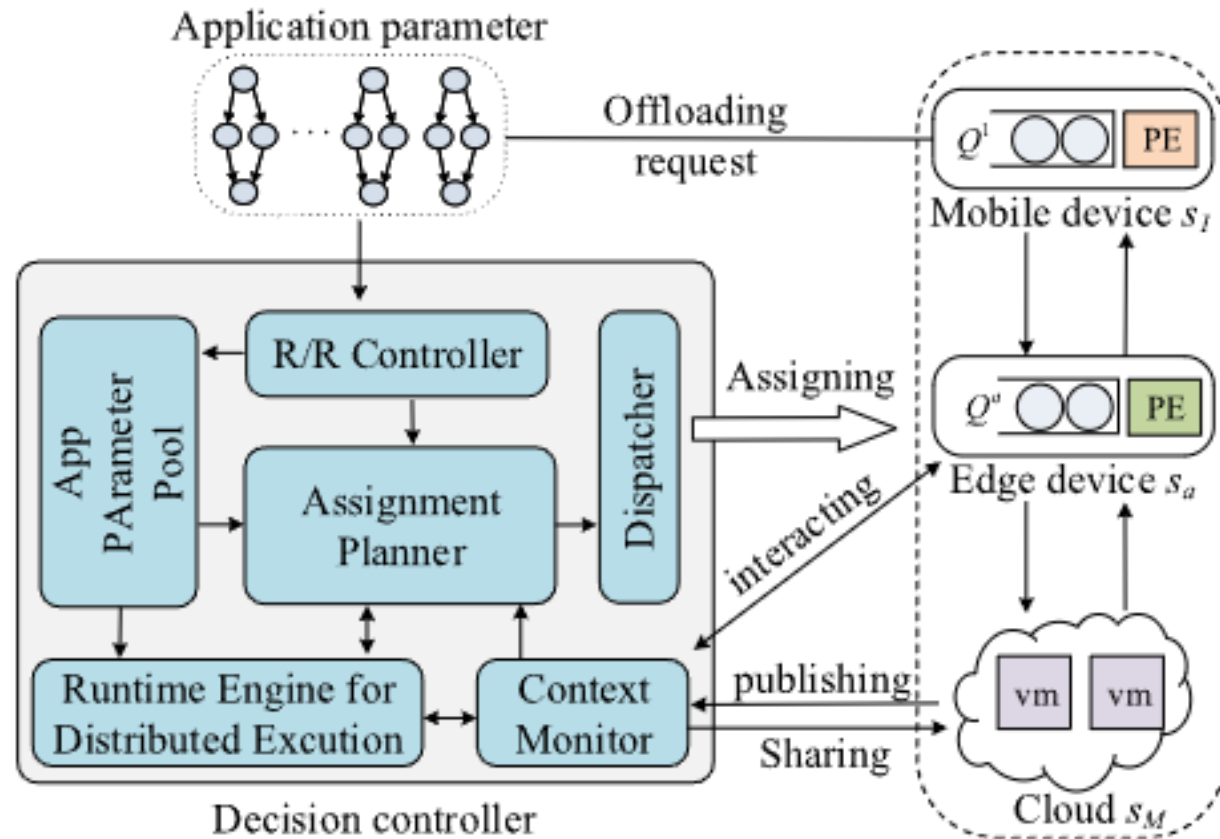 Application parameter
Offloading
request
Q¹ PE
Mobile device s₁
R/R Controller
App
PArameter
Pool
Assignment
Planner
Dispatcher
Assigning
Qᵃ PE
Edge device sₐ
interacting
Runtime Engine for
Distributed Excution
Context
Monitor
publishing
Sharing
vm vm
Cloud s_M
Decision controller